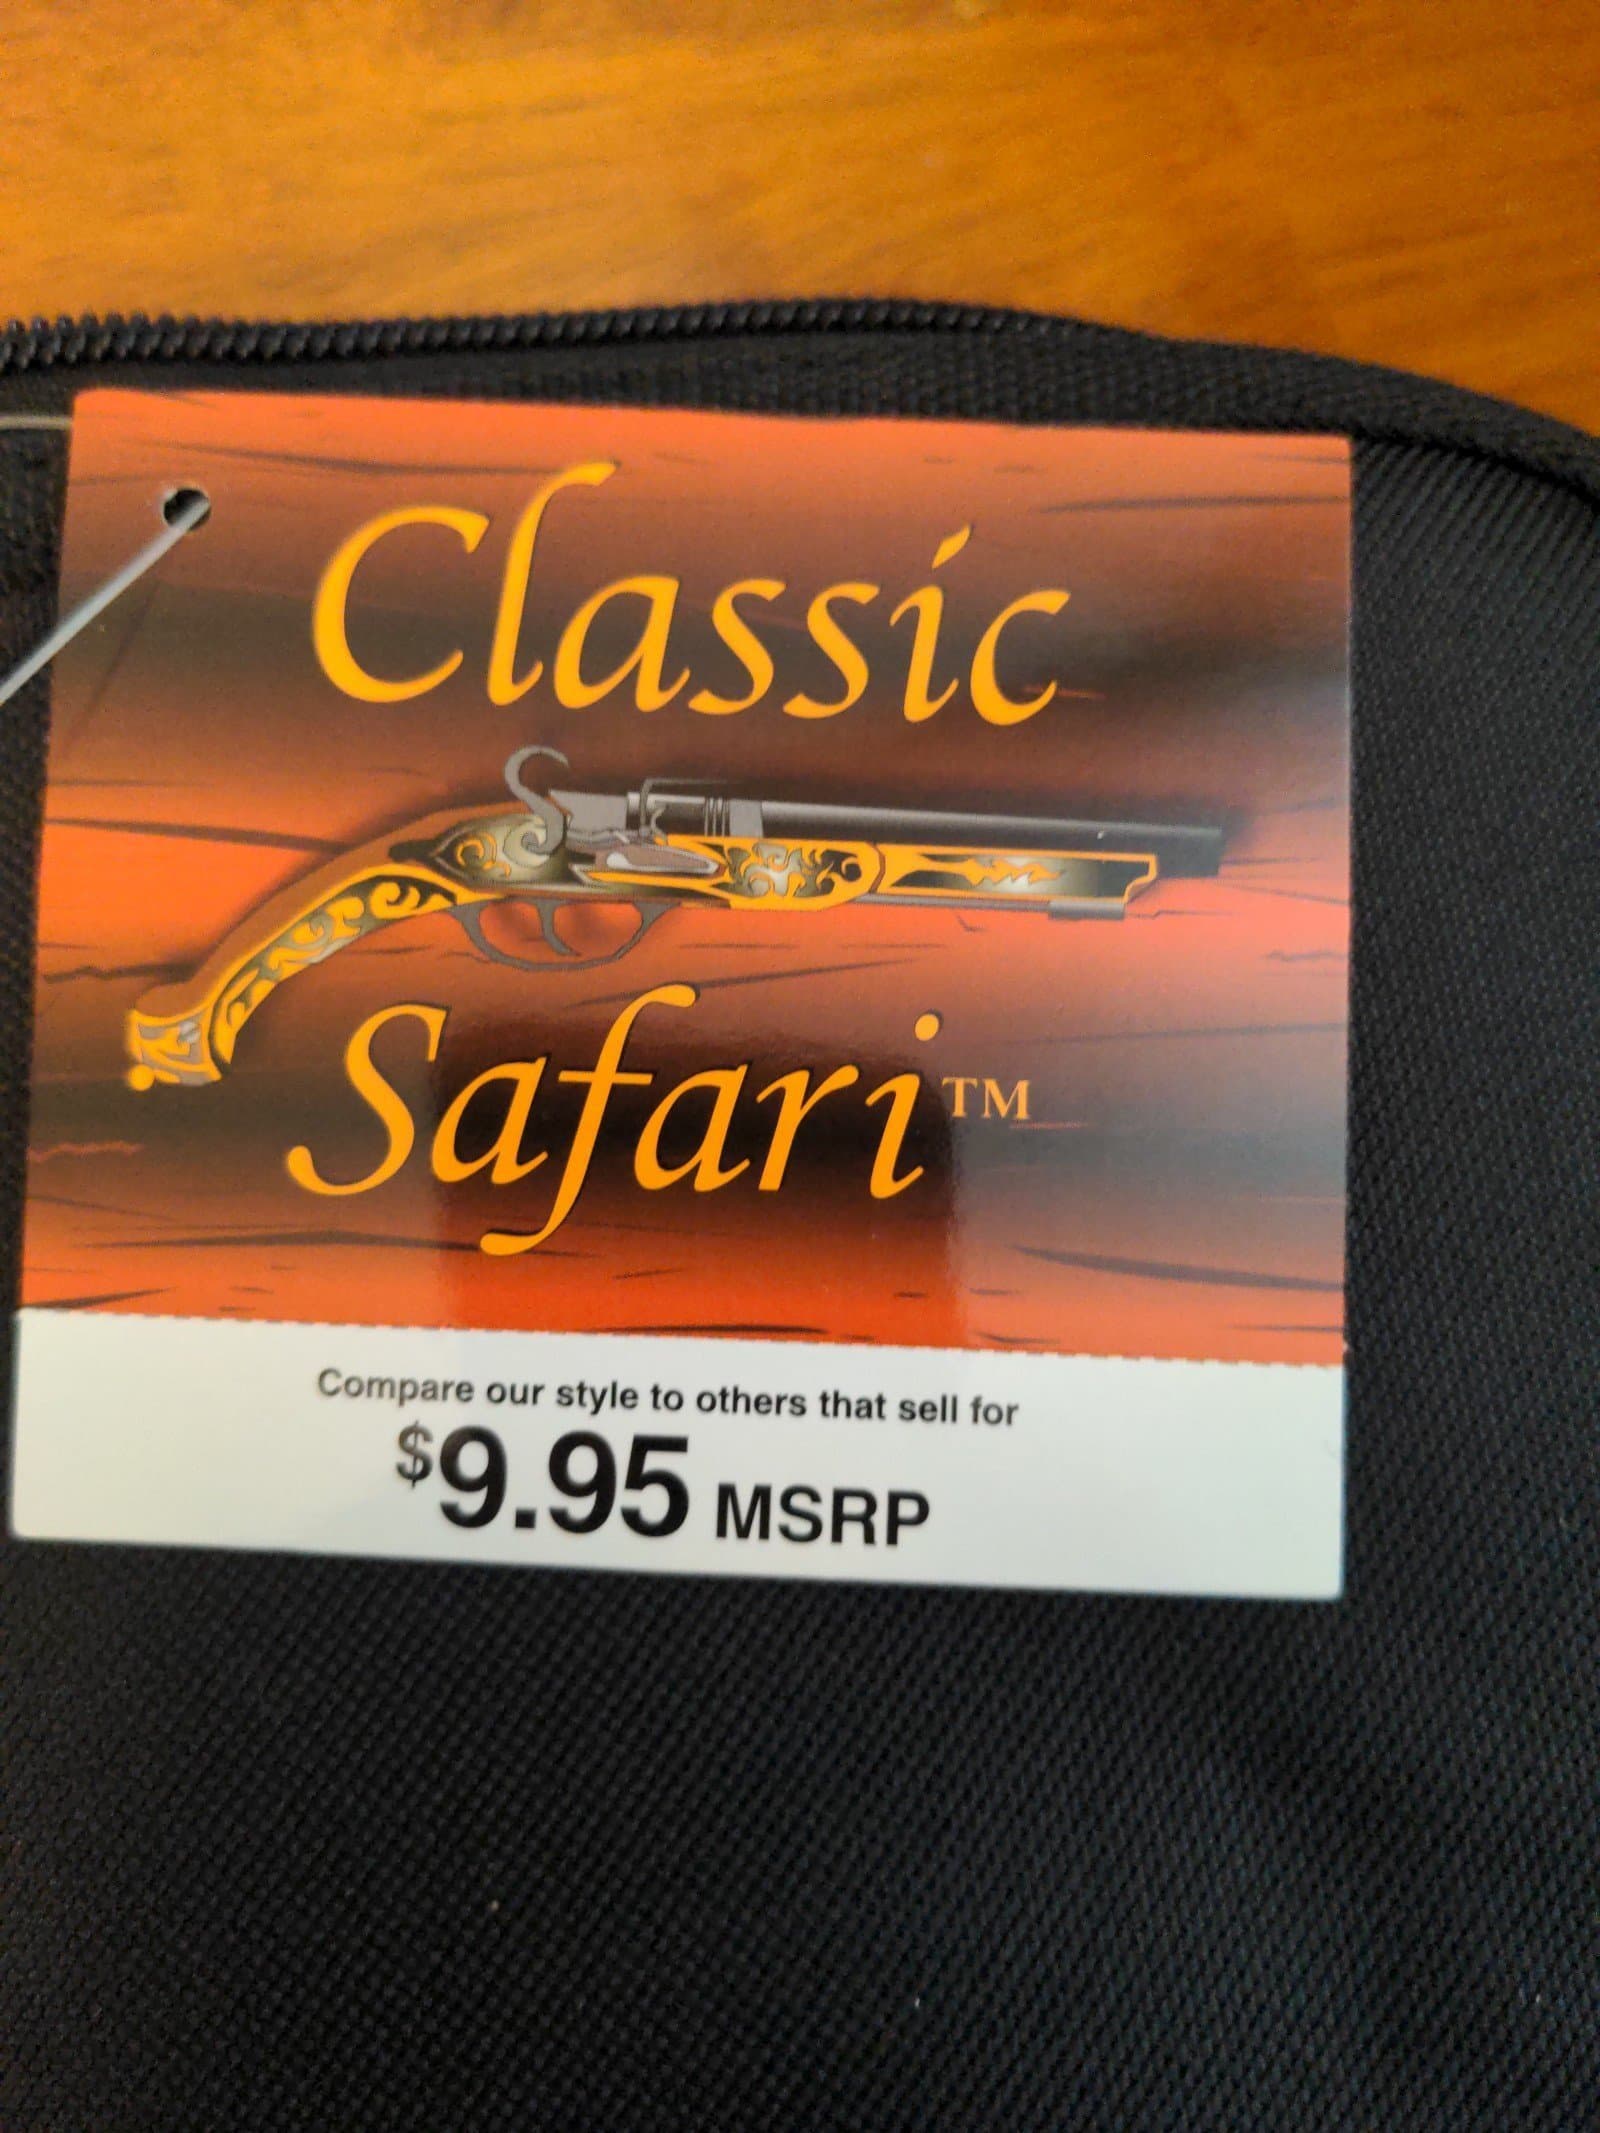 Classic
Safari™
Compare our style to others that sell for
$9.95 MSRP